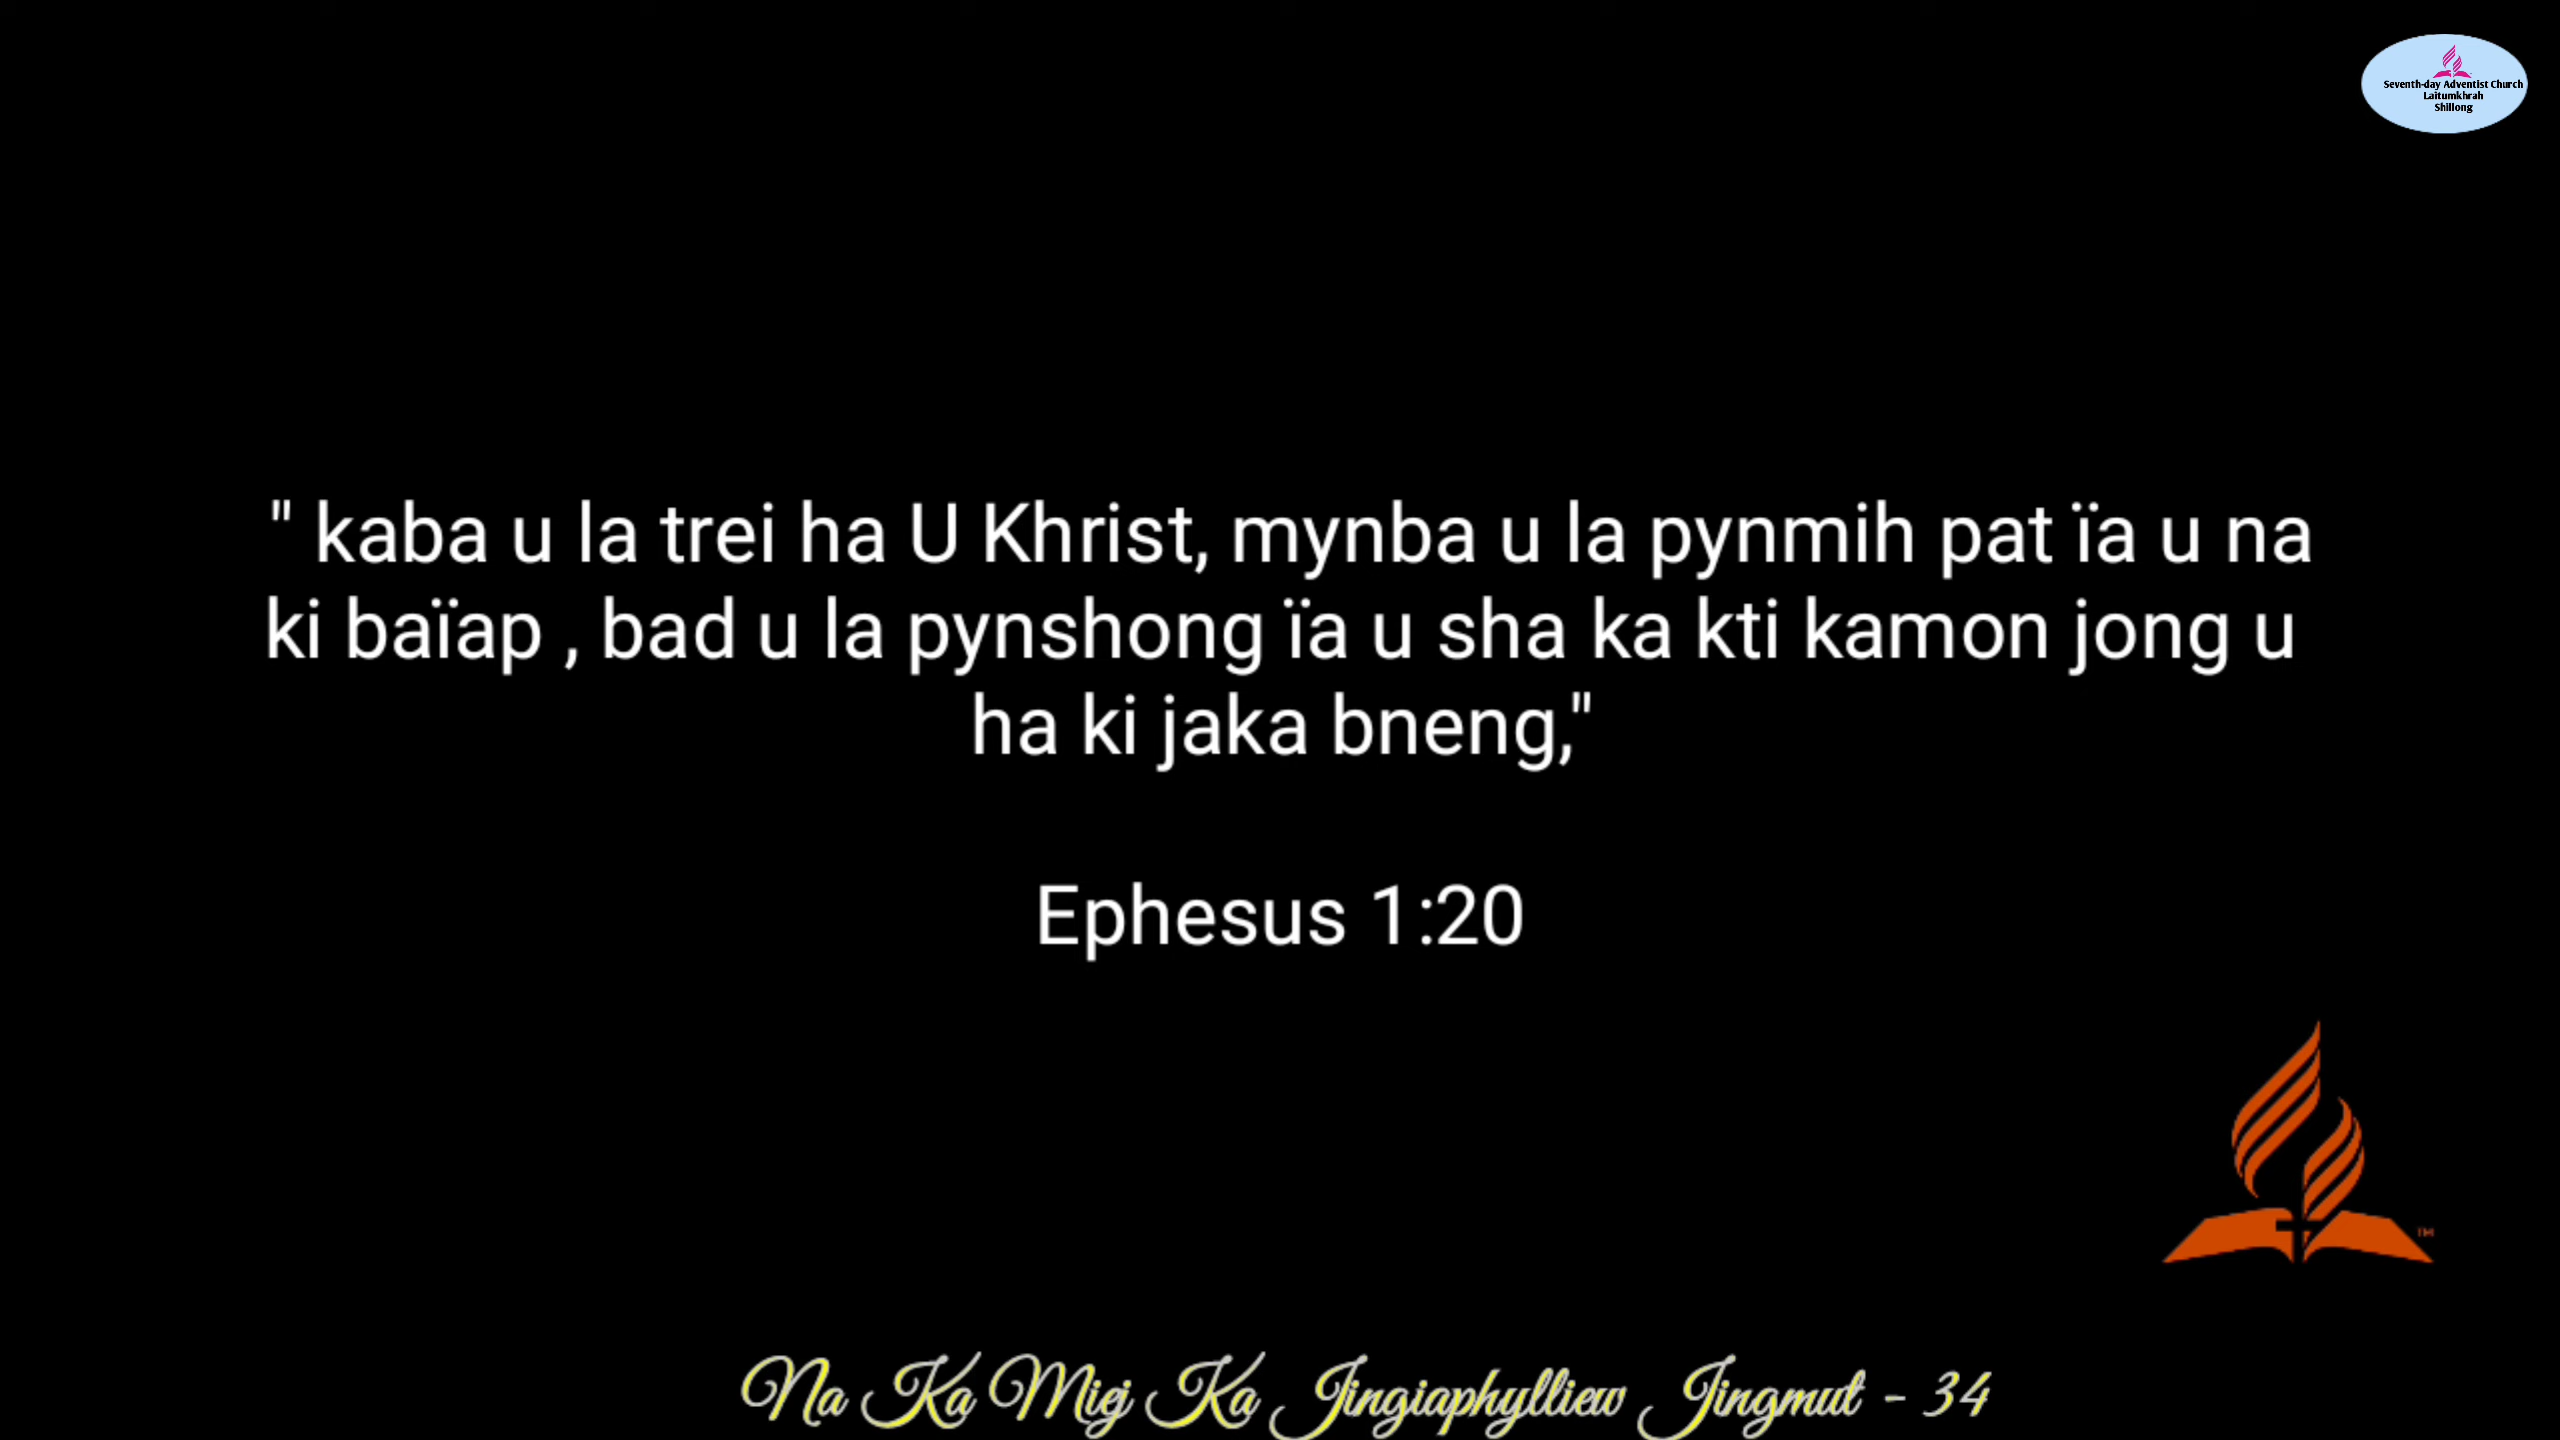 Seventh-day Adventist Church
Laitumkhrah
Shillong
" kaba u la trei ha U Khrist, mynba u la pynmih pat ïa u na
ki baïap , bad u la pynshong ïa u sha ka kti kamon jong u
ha ki jaka bneng,"
Ephesus 1:20
TM
Na Ka Miej Ka Jingiaphylliew Jingmut - 34